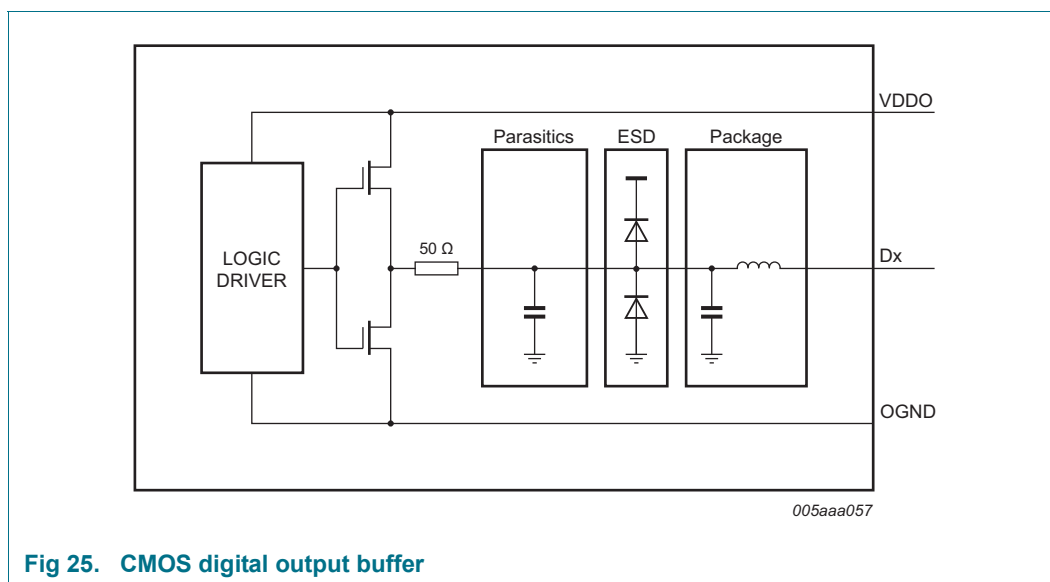 VDDO
Parasitics
ESD
Package
LOGIC
DRIVER
50 Ω
Dx
OGND
005aaa057
Fig 25. CMOS digital output buffer